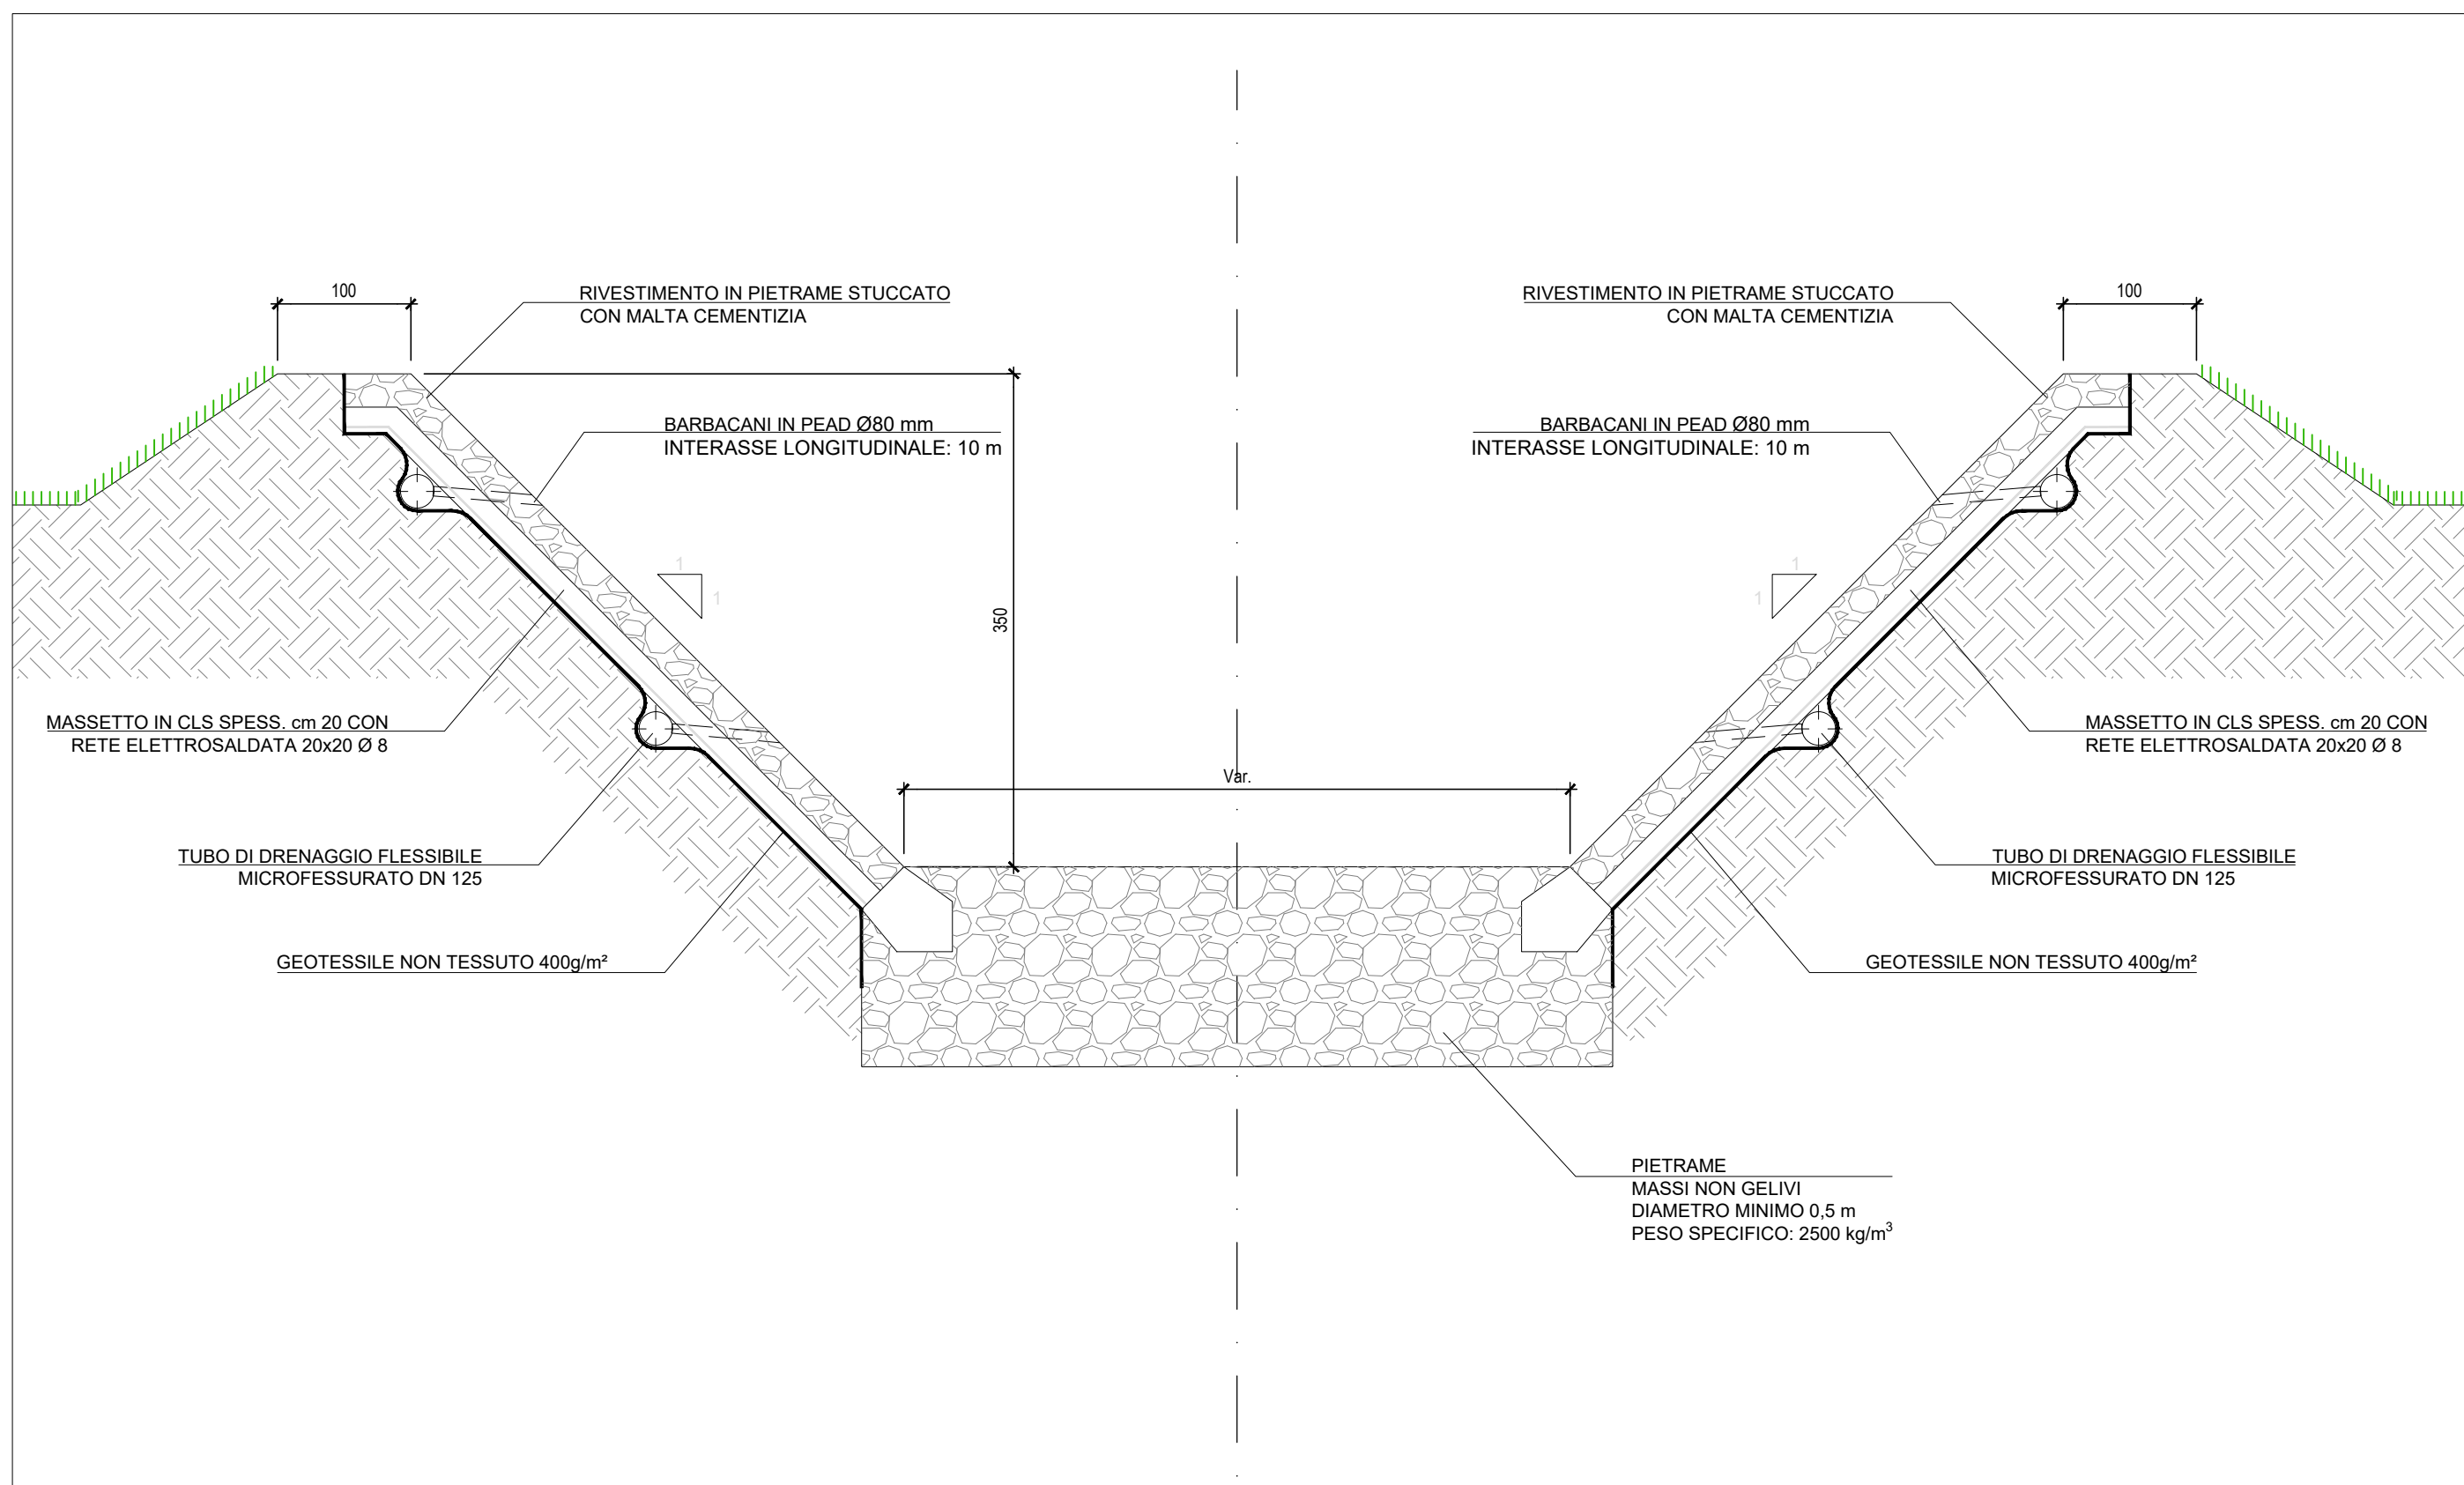 100
RIVESTIMENTO IN PIETRAME STUCCATO
CON MALTA CEMENTIZIA
RIVESTIMENTO IN PIETRAME STUCCATO
CON MALTA CEMENTIZIA
100
BARBACANI IN PEAD Ø80 mm
INTERASSE LONGITUDINALE: 10 m
BARBACANI IN PEAD Ø80 mm
INTERASSE LONGITUDINALE: 10 m
1
1
350
1
1
MASSETTO IN CLS SPESS. cm 20 CON
RETE ELETTROSALDATA 20x20 Ø 8
Var.
MASSETTO IN CLS SPESS. cm 20 CON
RETE ELETTROSALDATA 20x20 Ø 8
TUBO DI DRENAGGIO FLESSIBILE
MICROFESSURATO DN 125
TUBO DI DRENAGGIO FLESSIBILE
MICROFESSURATO DN 125
GEOTESSILE NON TESSUTO 400g/m²
GEOTESSILE NON TESSUTO 400g/m²
PIETRAME
MASSI NON GELIVI
DIAMETRO MINIMO 0,5 m
PESO SPECIFICO: 2500 kg/m³